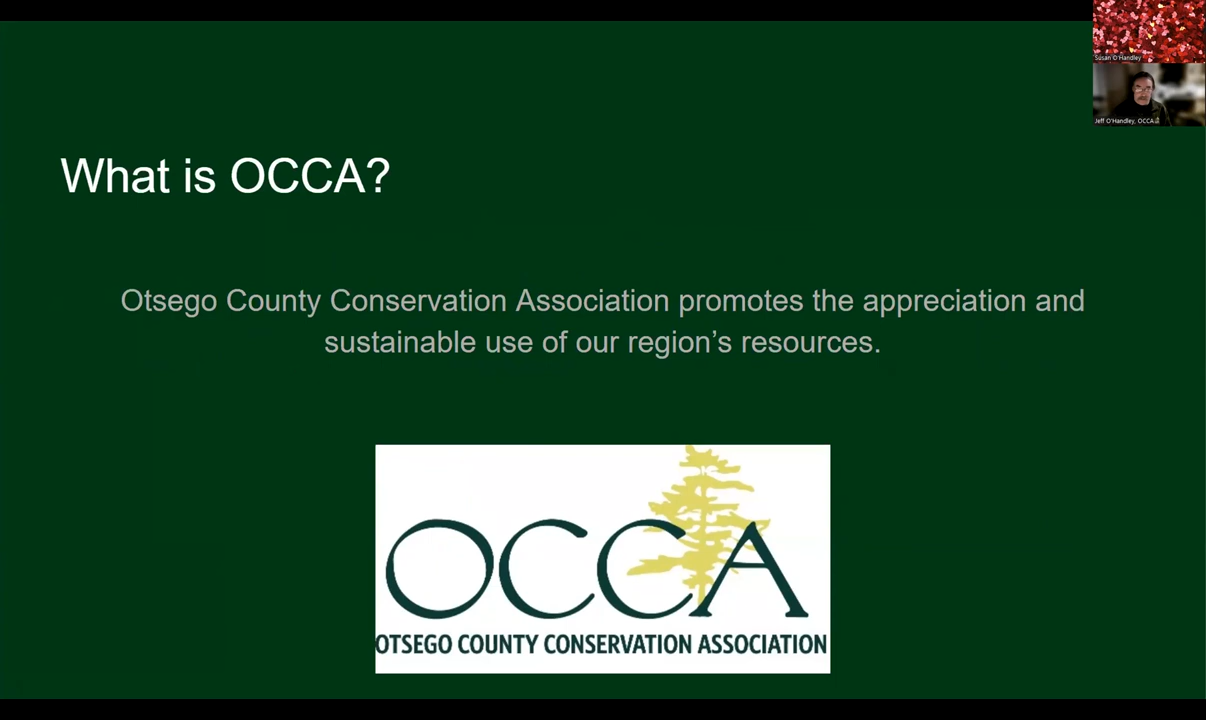 Susan O'Handley
Jeff O'Handley, OCCA
What is OCCA?
Otsego County Conservation Association promotes the appreciation and
sustainable use of our region’s resources.
OCCA
OTSEGO COUNTY CONSERVATION ASSOCIATION